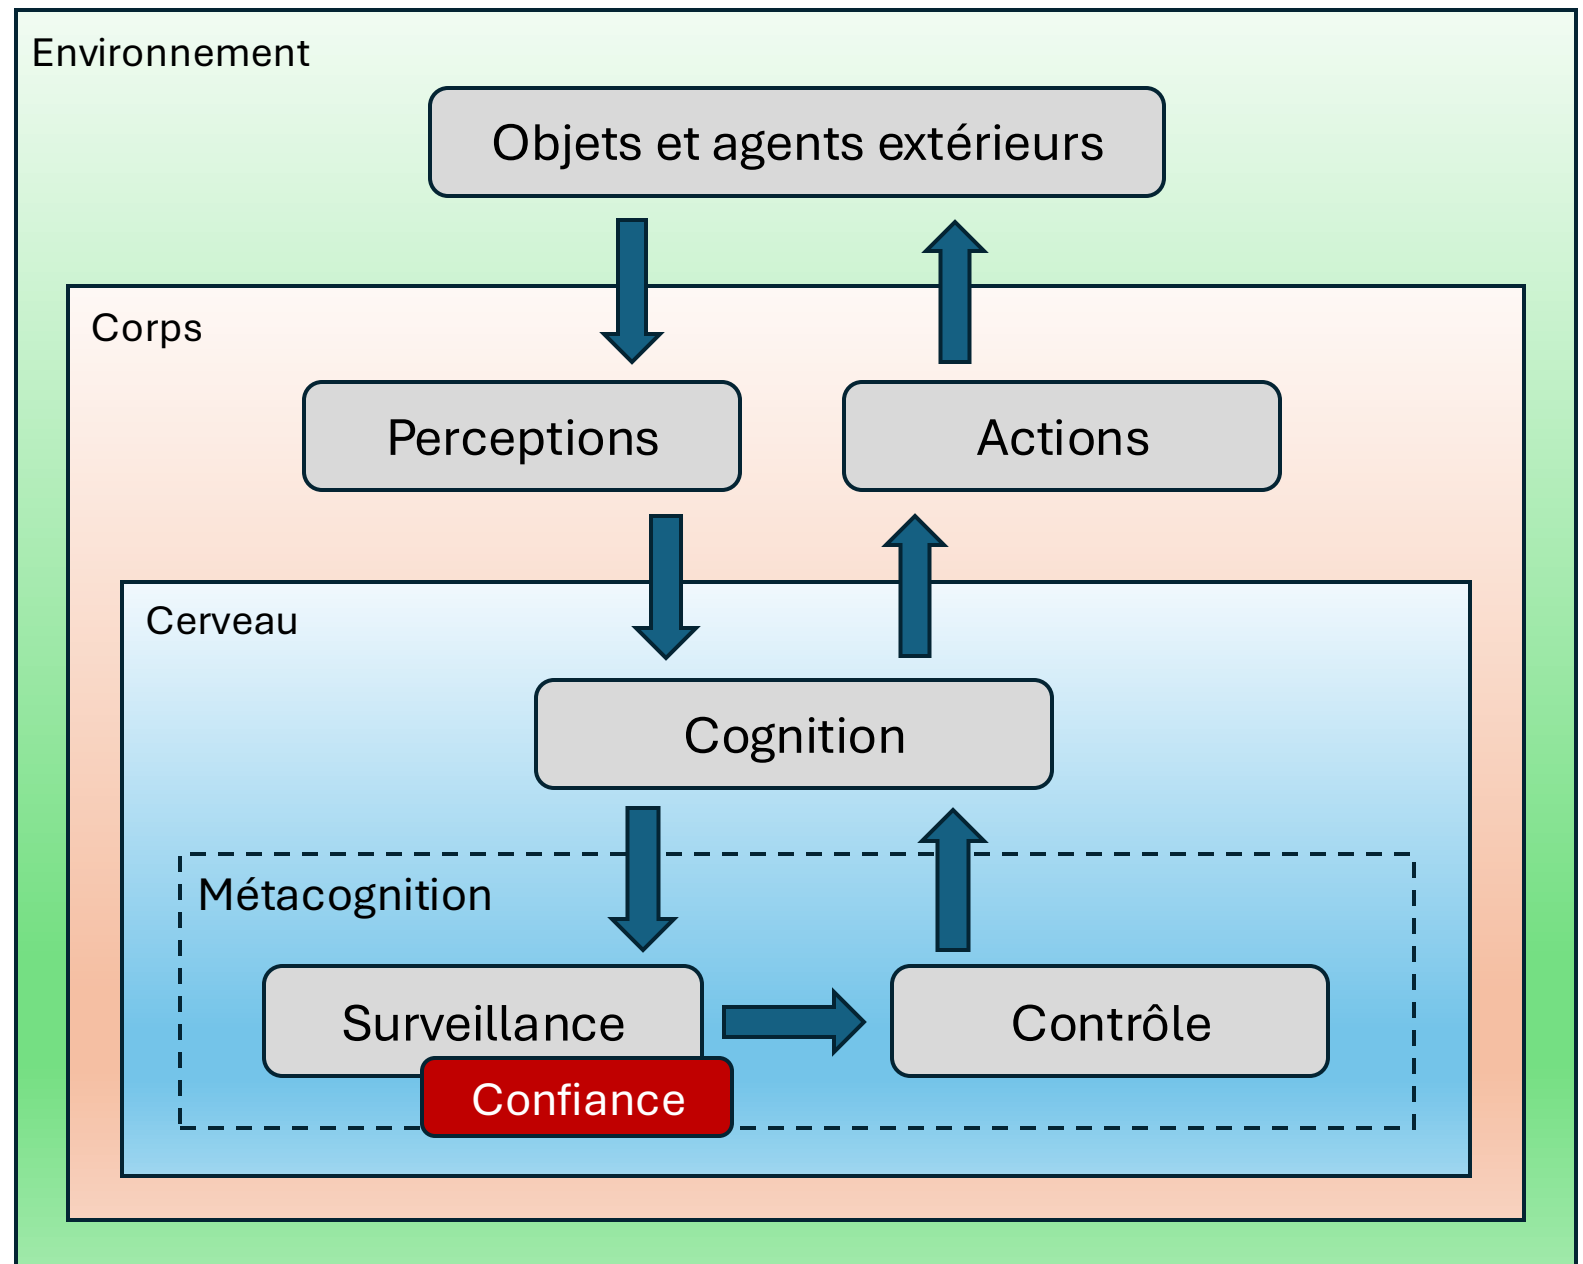 Environnement
Objets et agents extérieurs
Corps
Perceptions
Actions
Cerveau
Cognition
Métacognition
Surveillance
Contrôle
Confiance